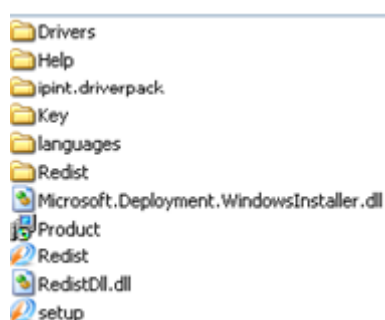 Drivers
Help
ipint.driverpack
Key
languages
Redist
Microsoft.Deployment.WindowsInstaller.dll
Product
Redist
RedistDll.dll
setup